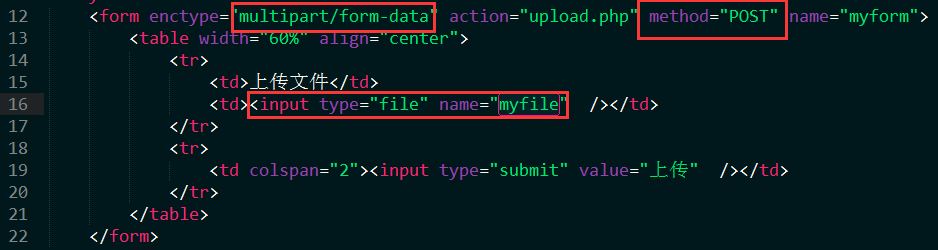 12 <form enctype="multipart/form-data" action="upload.php" method="POST" name="myform">
13 <table width="60%" align="center">
14 <tr>
15 <td>上传文件</td>
16 <td><input type="file" name="myfile"  /></td>
17 </tr>
18 <tr>
19 <td colspan="2"><input type="submit" value="上传"  /></td>
20 </tr>
21 </table>
22 </form>